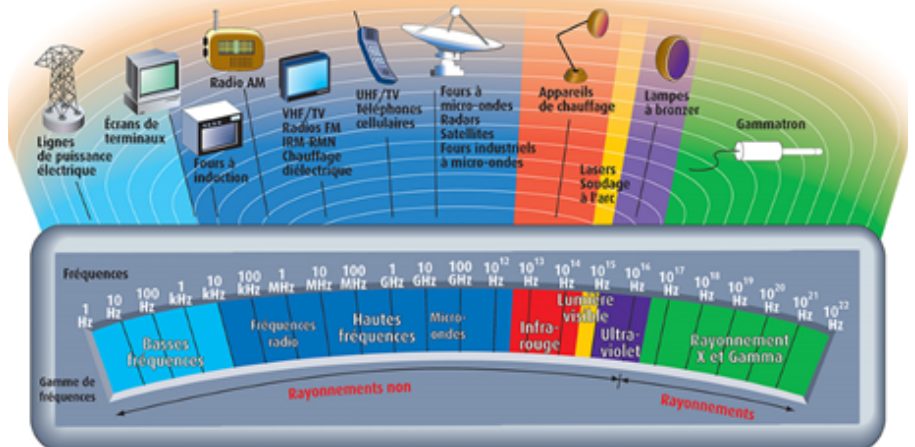 Lignes
de puissance
électrique
Écrans de
terminaux
Radio AM
Fours à
induction
VHF/TV
Radios FM
IRM-RMN
Chauffage
diélectrique
UHF/TV
Téléphones
cellulaires
Fours à
micro-ondes
Radars
Satellites
Fours industriels
à micro-ondes
Appareils
de chauffage
Lasers
Soudage
à l'arc
Lampes
à bronzer
Gammatron
Fréquences
1
Hz
10
Hz
100
Hz
1
kHz
10
kHz
100
kHz
1
MHz
10
MHz
100
MHz
1
GHz
10
GHz
100
GHz
10¹²
Hz
10¹³
Hz
10¹⁴
Hz
10¹⁵
Hz
10¹⁶
Hz
10¹⁷
Hz
10¹⁸
Hz
10¹⁹
Hz
10²⁰
Hz
10²¹
Hz
10²²
Hz
Basses
fréquences
Fréquences
radio
Hautes
fréquences
Micro-
ondes
Infra-
rouge
Lumière
visible
Ultra-
violet
Rayonnement
X et Gamma
Gamme de
fréquences
Rayonnements non
Rayonnements